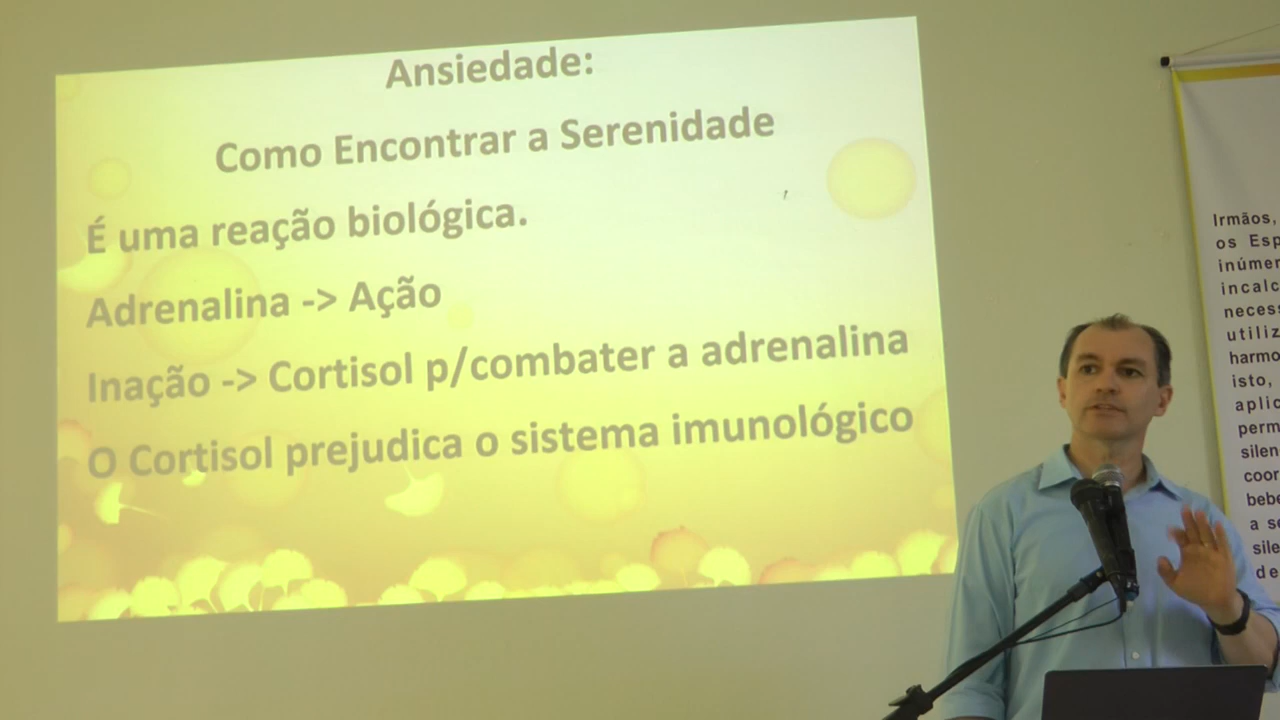 Ansiedade:
Como Encontrar a Serenidade
É uma reação biológica.
Adrenalina -> Ação
Inação -> Cortisol p/combater a adrenalina
O Cortisol prejudica o sistema imunológico
Irmãos,
os Esp
inúmer
incalc
necess
utiliz
harmo
isto,
aplic
perm
silen
coor
bebe
a se
sile
de